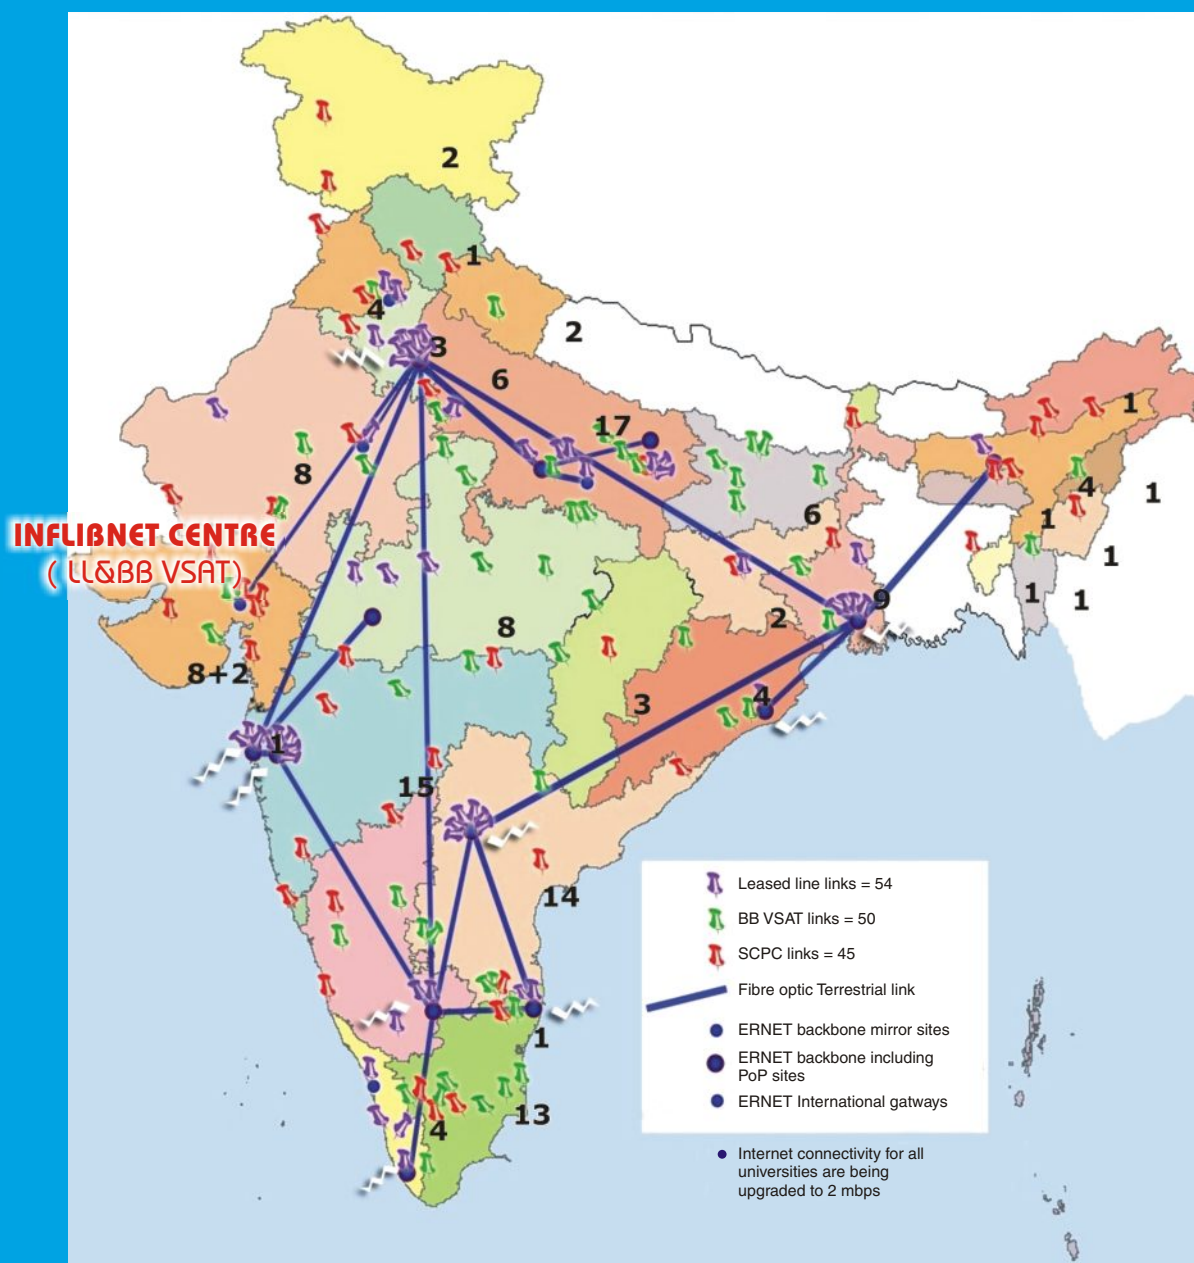 2
1
4
2
3
6
17
1
8
4
1
INFLIBNET CENTRE
( LL&BB VSAT)
6
1
1
1
1
9
2
8
8+2
3
4
1
15
14
1
13
4
Leased line links = 54
BB VSAT links = 50
SCPC links = 45
Fibre optic Terrestrial link
ERNET backbone mirror sites
ERNET backbone including
PoP sites
ERNET International gatways
Internet connectivity for all
universities are being
upgraded to 2 mbps